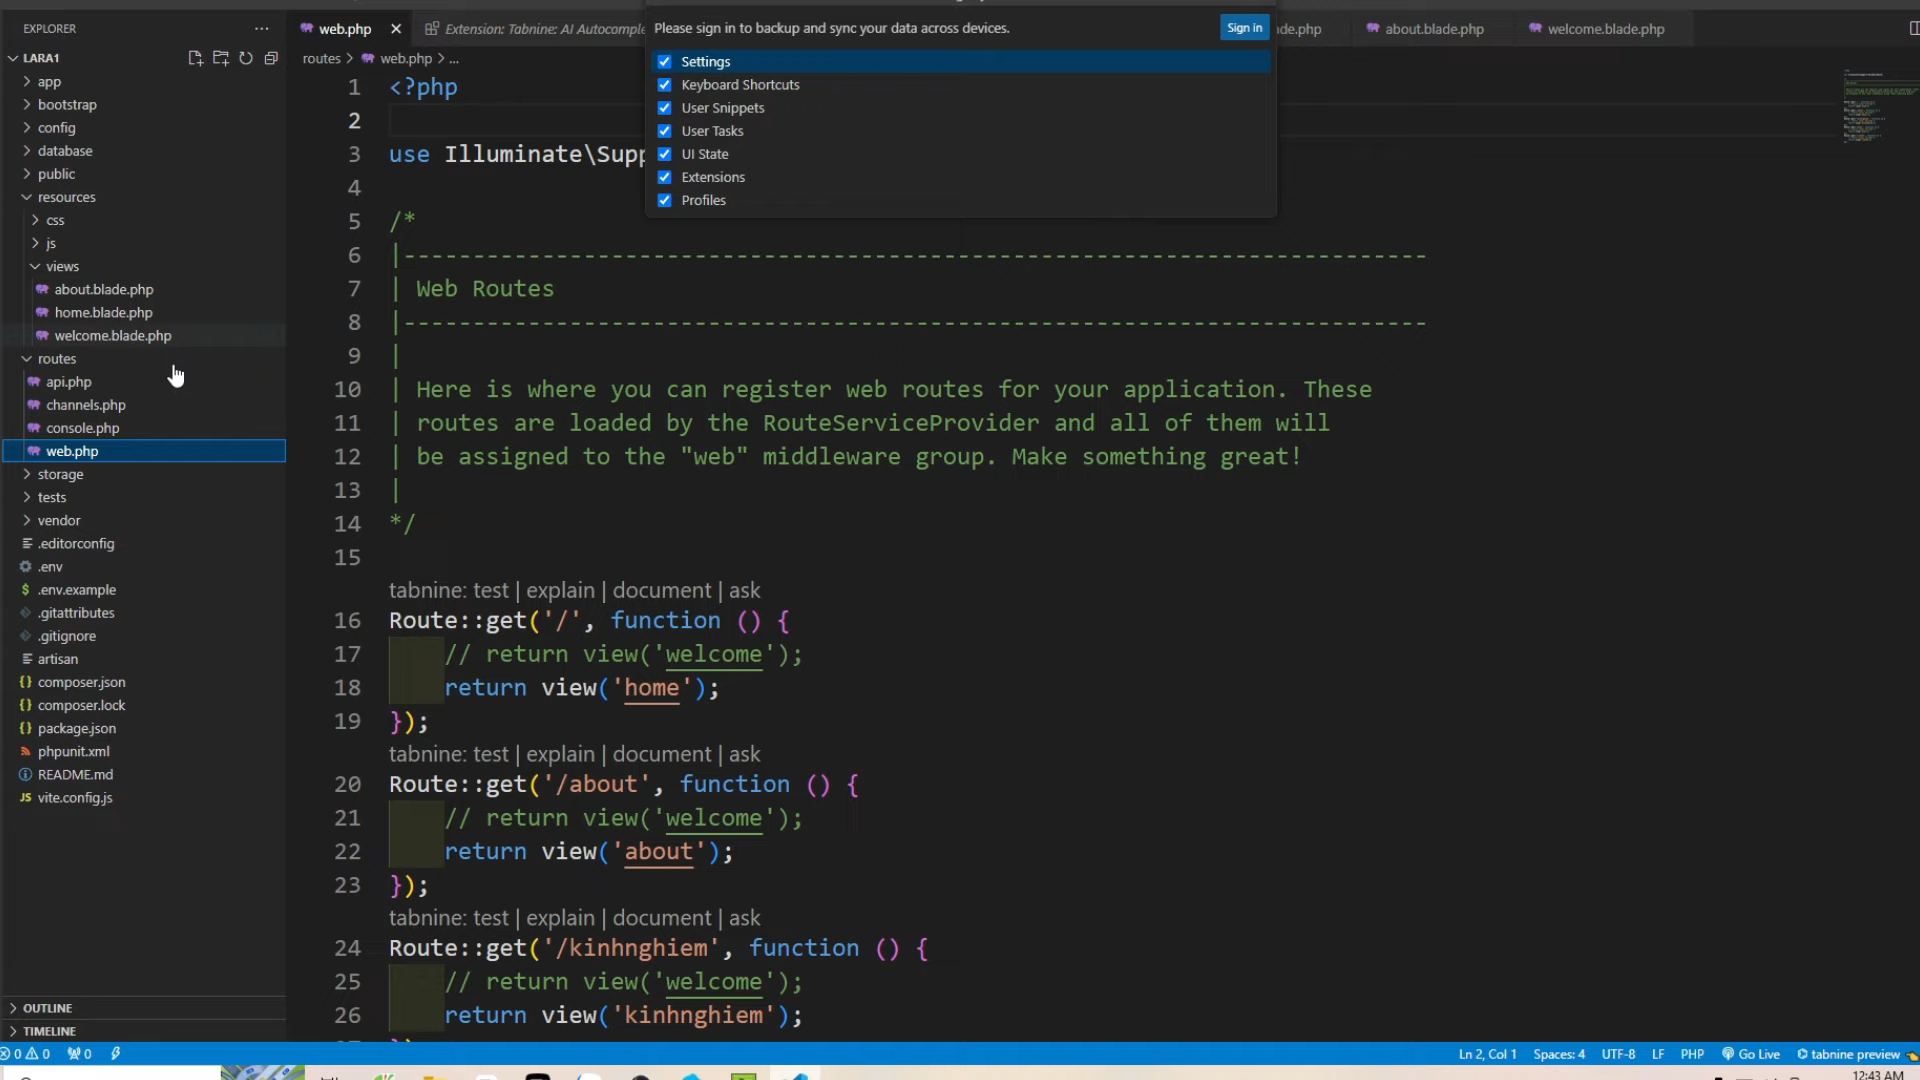 EXPLORER
LARA1
app
bootstrap
config
database
public
resources
css
js
views
about.blade.php
home.blade.php
welcome.blade.php
routes
api.php
channels.php
console.php
web.php
storage
tests
vendor
.editorconfig
.env
.env.example
.gitattributes
.gitignore
artisan
composer.json
composer.lock
package.json
phpunit.xml
README.md
vite.config.js
OUTLINE
TIMELINE
web.php
Extension: Tabnine: AI Autocomple
de.php
about.blade.php
welcome.blade.php
Please sign in to backup and sync your data across devices.
Sign in
Settings
Keyboard Shortcuts
User Snippets
User Tasks
UI State
Extensions
Profiles
routes > web.php > ...
1 <?php
2
3 use Illuminate\Supp
4
5 /*
6 |--------------------------------------------------------------------------
7 | Web Routes
8 |--------------------------------------------------------------------------
9 |
10 | Here is where you can register web routes for your application. These
11 | routes are loaded by the RouteServiceProvider and all of them will
12 | be assigned to the "web" middleware group. Make something great!
13 |
14 */
15
tabnine: test | explain | document | ask
16 Route::get('/', function () {
17 // return view('welcome');
18 return view('home');
19 });
tabnine: test | explain | document | ask
20 Route::get('/about', function () {
21 // return view('welcome');
22 return view('about');
23 });
tabnine: test | explain | document | ask
24 Route::get('/kinhnghiem', function () {
25 // return view('welcome');
26 return view('kinhnghiem');
0 0 0
Ln 2, Col 1 Spaces: 4 UTF-8 LF PHP Go Live tabnine preview
12:43 AM